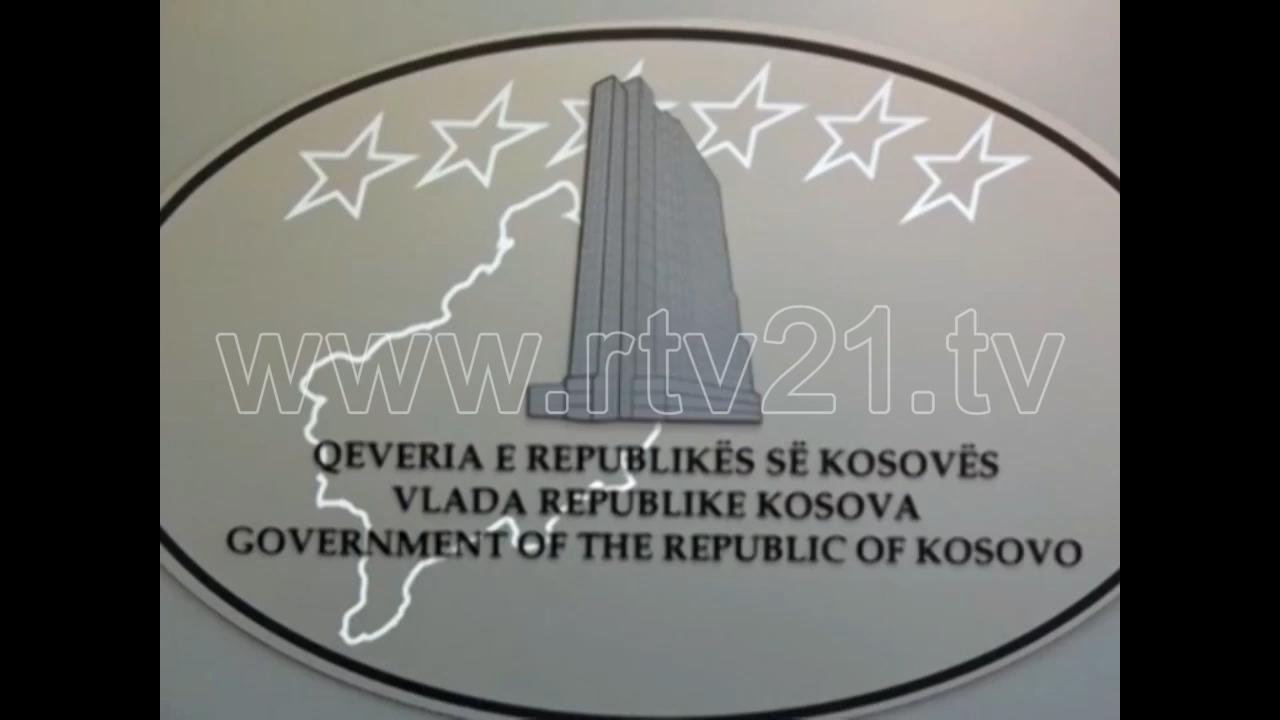 www.rtv21.tv
QEVERIA E REPUBLIKËS SË KOSOVËS
VLADA REPUBLIKE KOSOVA
GOVERNMENT OF THE REPUBLIC OF KOSOVO